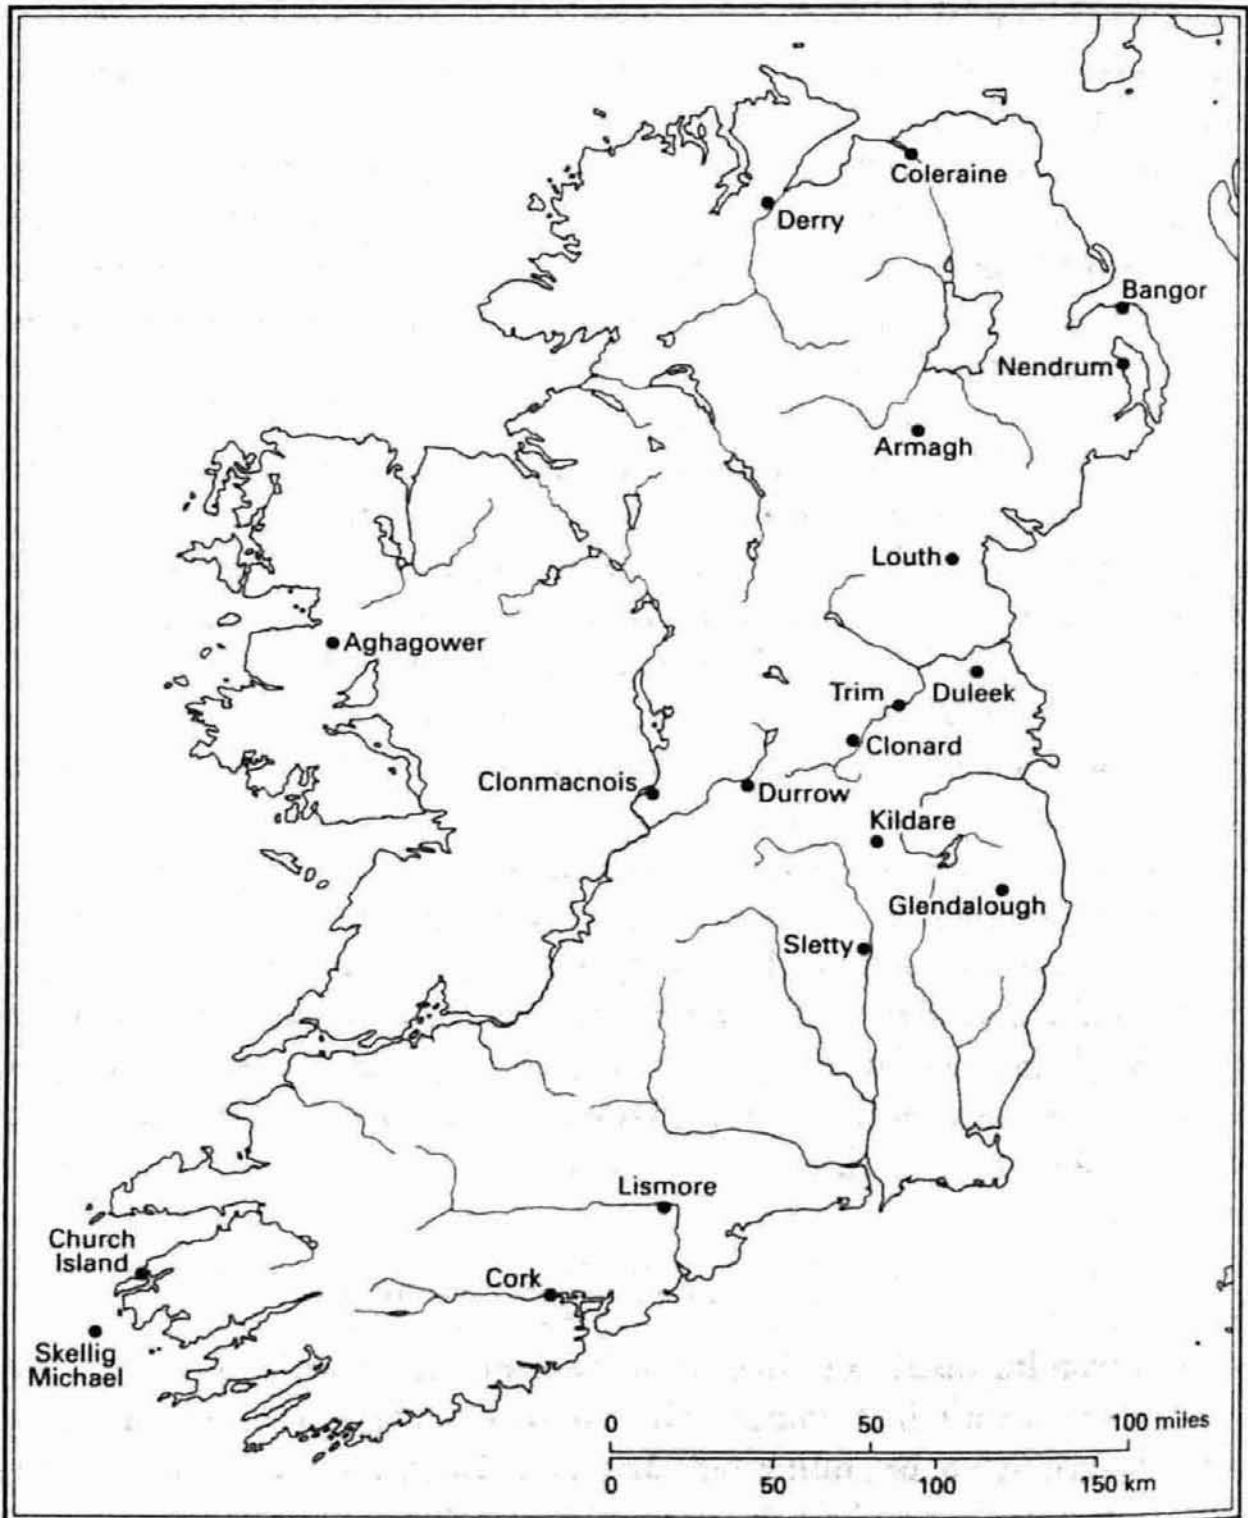 Coleraine
Derry
Bangor
Nendrum
Armagh
Louth
Aghagower
Trim
Duleek
Clonard
Clonmacnois
Durrow
Kildare
Glendalough
Sletty
Lismore
Church
Island
Cork
Skellig
Michael
0 50 100 miles
0 50 100 150 km